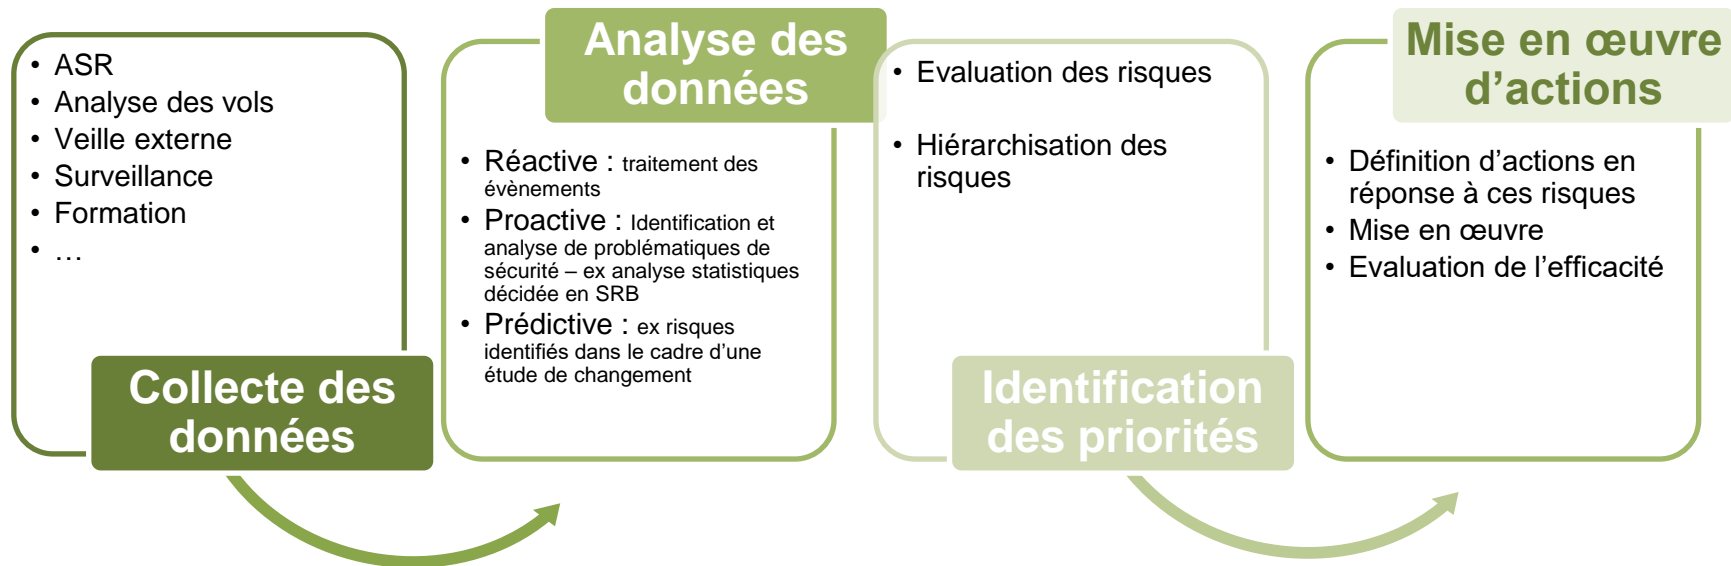 • ASR
• Analyse des vols
• Veille externe
• Surveillance
• Formation
• …
Collecte des
données
Analyse des
données
• Réactive : traitement des
évènements
• Proactive : Identification et
analyse de problématiques de
sécurité – ex analyse statistiques
décidée en SRB
• Prédictive : ex risques
identifiés dans le cadre d’une
étude de changement
• Evaluation des risques
• Hiérarchisation des
risques
Identification
des priorités
Mise en œuvre
d’actions
• Définition d’actions en
réponse à ces risques
• Mise en œuvre
• Evaluation de l’efficacité